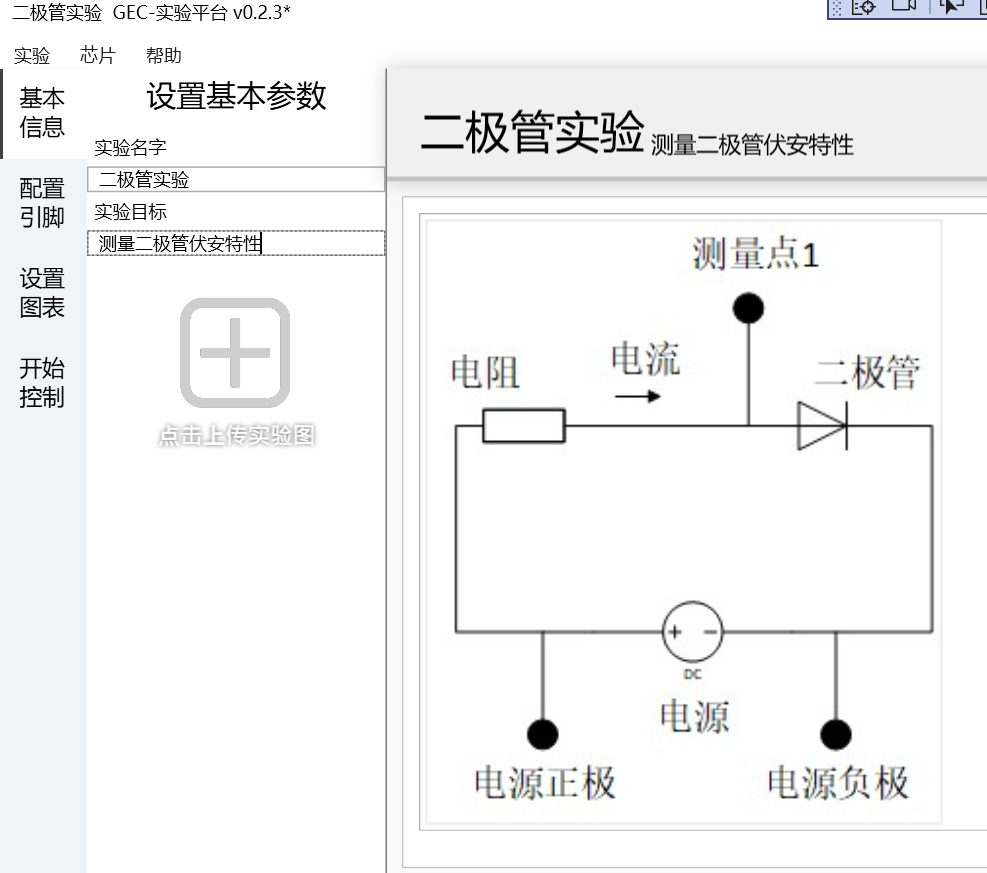 二极管实验 GEC-实验平台 v0.2.3*
实验 芯片 帮助
基本
信息
配置
引脚
设置
图表
开始
控制
设置基本参数
实验名字
二极管实验
实验目标
测量二极管伏安特性
点击上传实验图
二极管实验 测量二极管伏安特性
测量点1
电阻
电流
二极管
+ -
DC
电源
电源正极
电源负极